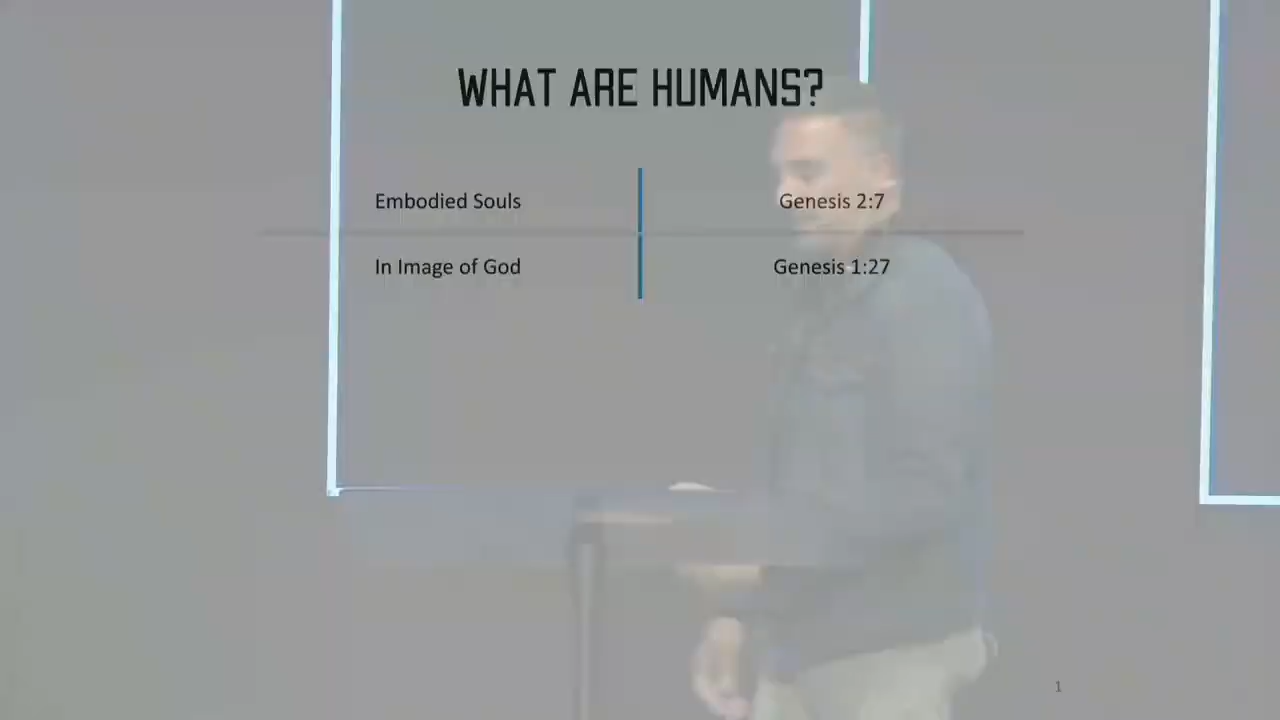 WHAT ARE HUMANS?
Embodied Souls Genesis 2:7
In Image of God Genesis 1:27
1